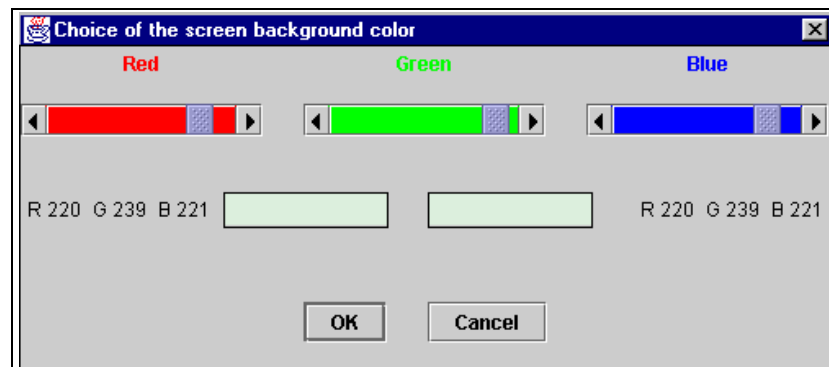 Choice of the screen background color
Red Green Blue
R 220 G 239 B 221 R 220 G 239 B 221
OK Cancel